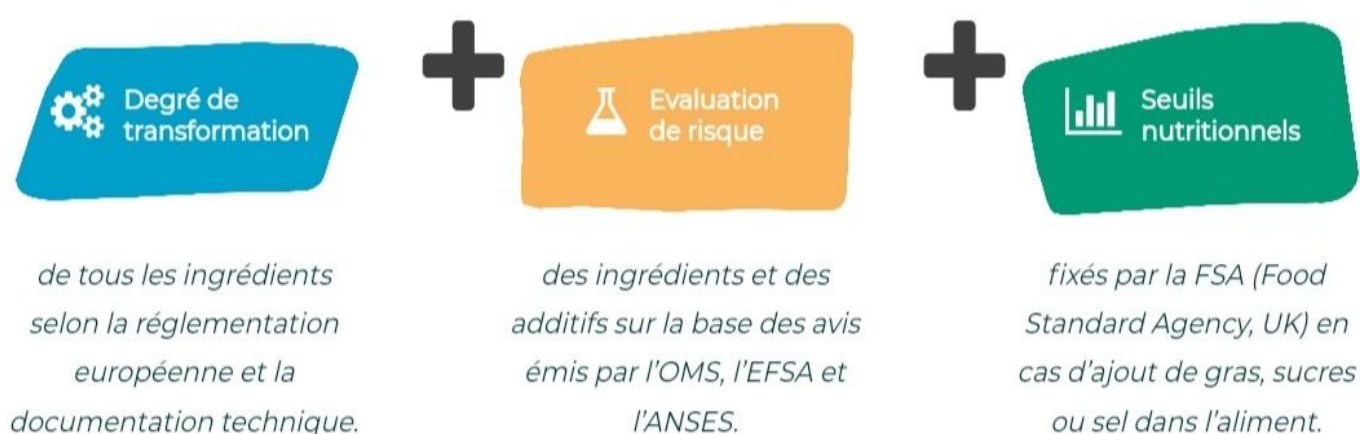 Degré de
transformation
de tous les ingrédients
selon la réglementation
européenne et la
documentation technique.
Evaluation
de risque
des ingrédients et des
additifs sur la base des avis
émis par l'OMS, l'EFSA et
l'ANSES.
Seuils
nutritionnels
fixés par la FSA (Food
Standard Agency, UK) en
cas d'ajout de gras, sucres
ou sel dans l'aliment.